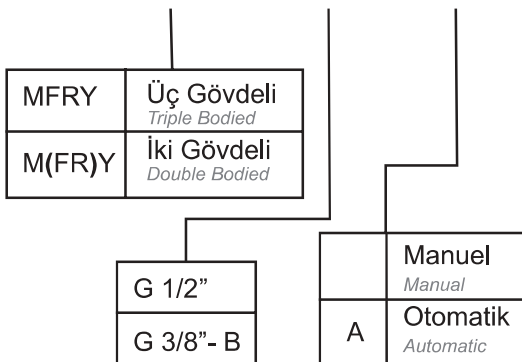 MFRY
Üç Gövdeli
Triple Bodied
M(FR)Y
İki Gövdeli
Double Bodied
G 1/2”
G 3/8”- B
Manuel
Manual
A
Otomatik
Automatic